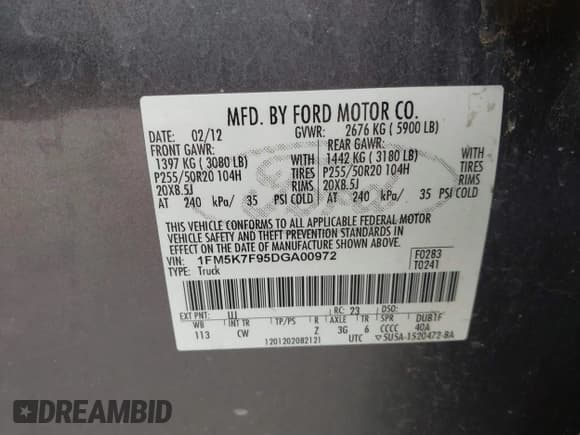 MFD. BY FORD MOTOR CO.
DATE: 02/12 GVWR: 2676 KG ( 5900 LB)
FRONT GAWR: REAR GAWR:
1397 KG ( 3080 LB) WITH 1442 KG ( 3180 LB) WITH
P255/50R20 104H TIRES P255/50R20 104H TIRES
20X8.5J RIMS 20X8.5J RIMS
AT 240 kPa/ 35 PSI COLD AT 240 kPa/ 35 PSI COLD
Ford
THIS VEHICLE CONFORMS TO ALL APPLICABLE FEDERAL MOTOR
VEHICLE SAFETY AND THEFT PREVENTION STANDARDS IN
EFFECT ON THE DATE OF MANUFACTURE SHOWN ABOVE.
VIN: 1FM5K7F95DGA00972
TYPE: Truck
F0283
T0241
EXT PNT: UJ RC: 23 DSO:
WB INT TR TP/PS R AXLE TR SPR DUB1F
113 CW Z 3G 6 CCCC 40A
1201202082121 UTC 5U5A-1520472-BA
DREAMBID